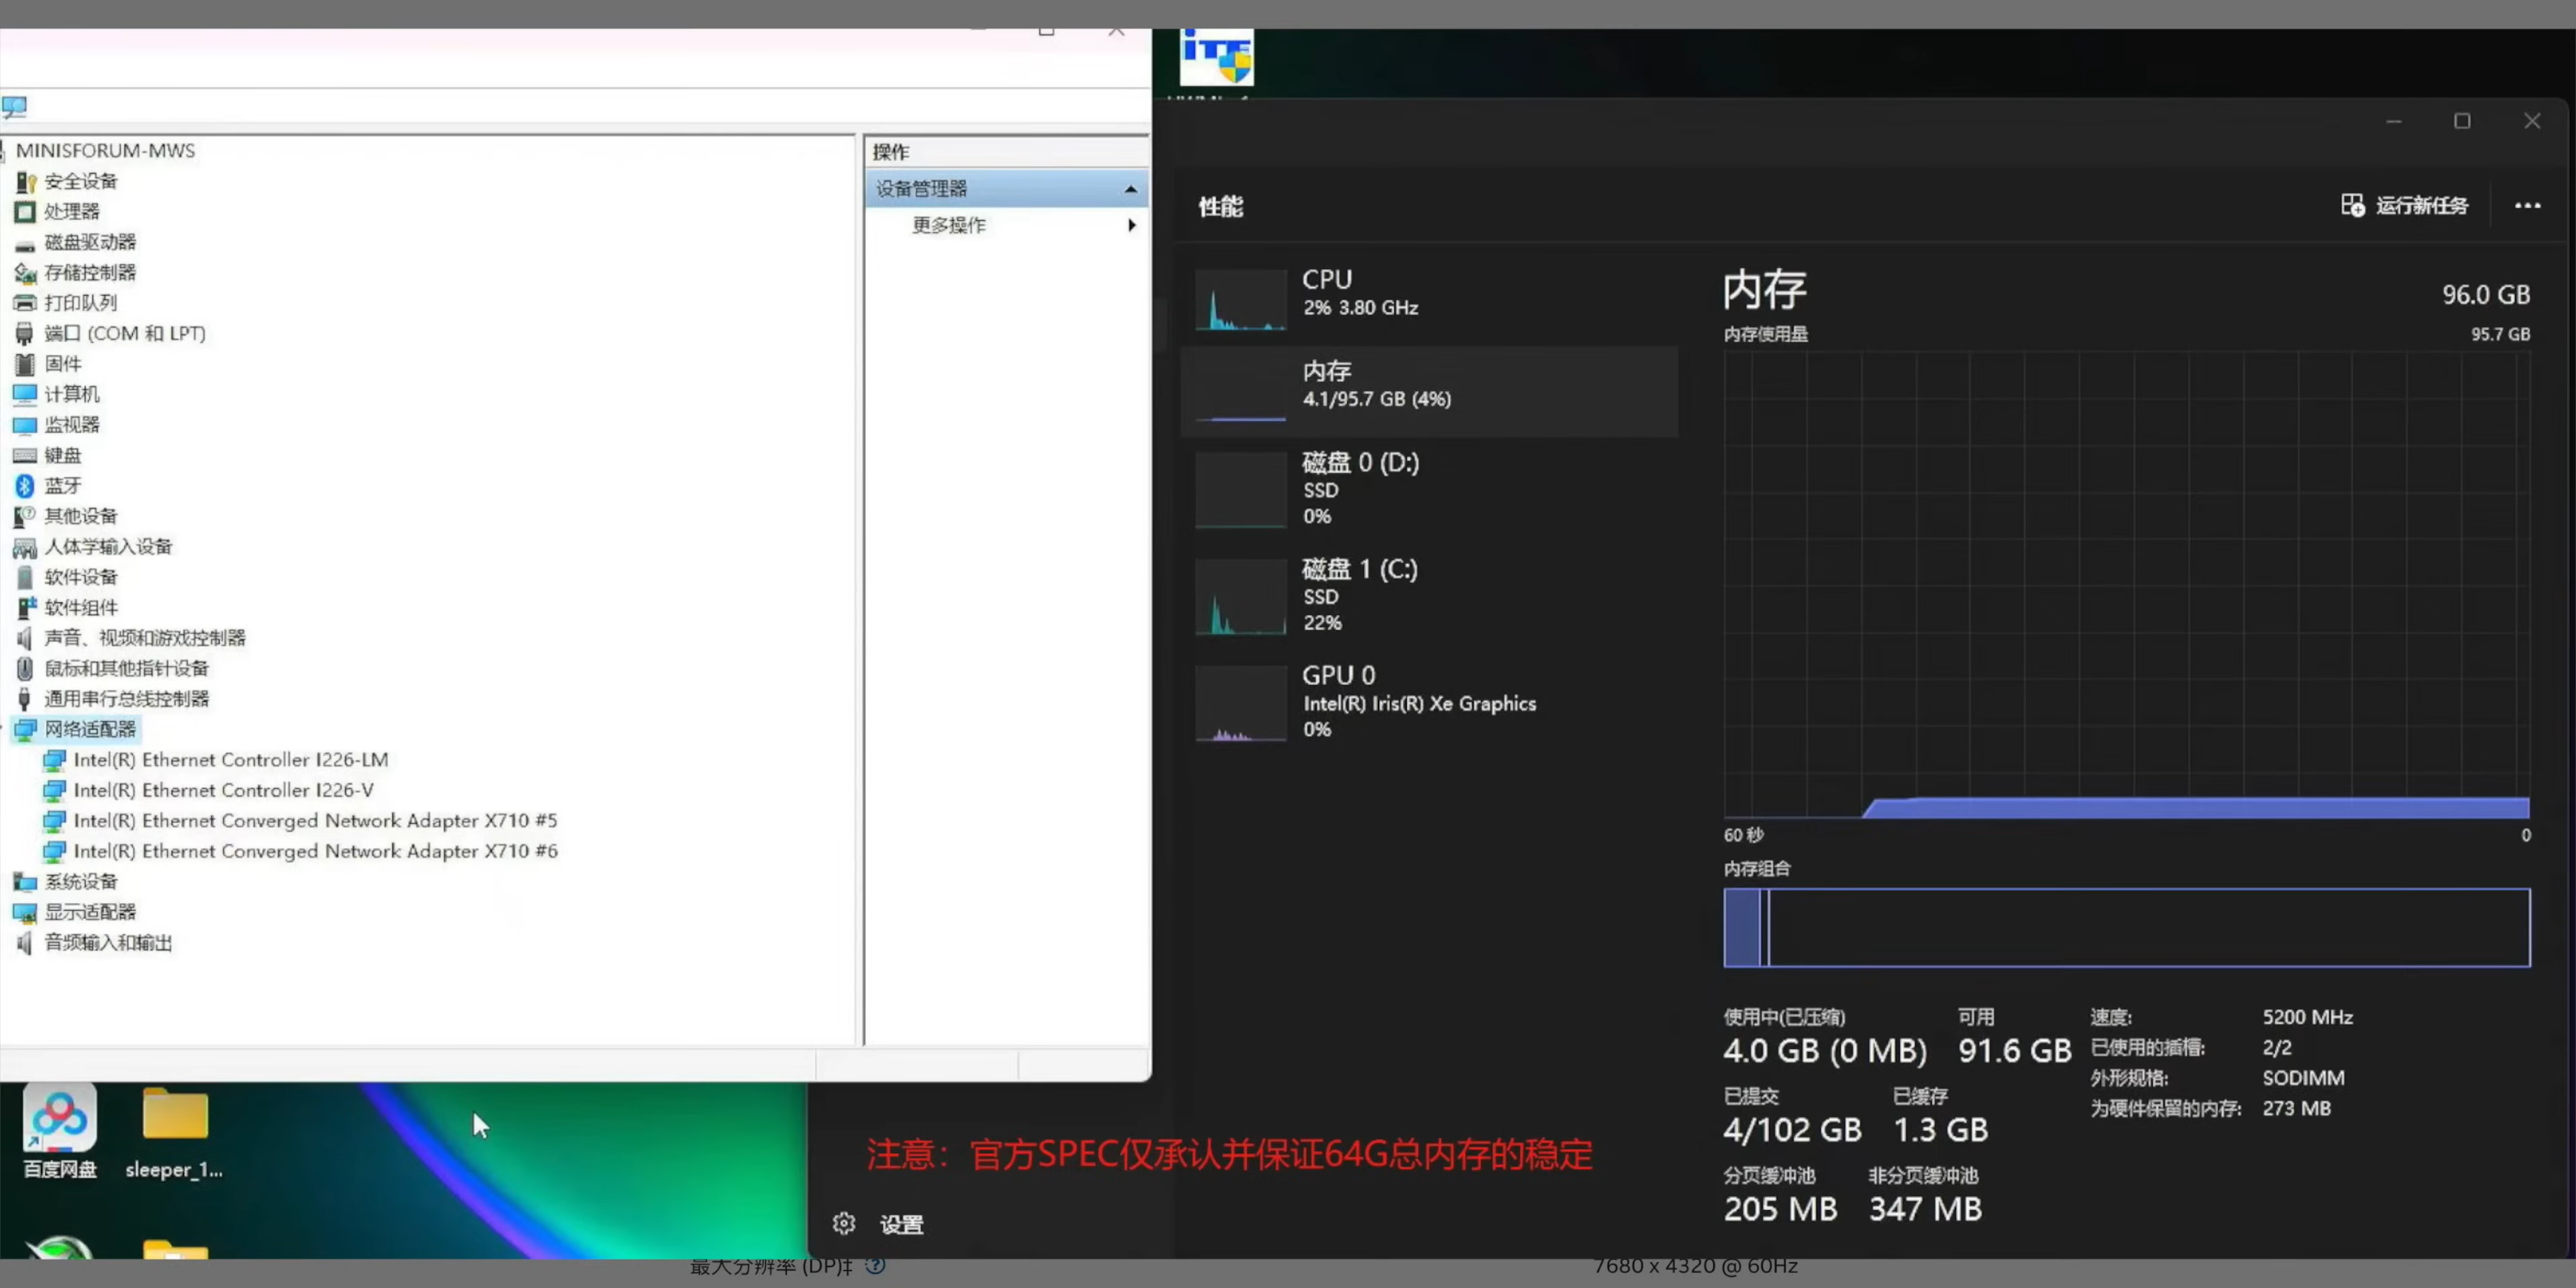 iTE
MINISFORUM-MWS
安全设备
处理器
磁盘驱动器
存储控制器
打印队列
端口 (COM 和 LPT)
固件
计算机
监视器
键盘
蓝牙
其他设备
人体学输入设备
软件设备
软件组件
声音、视频和游戏控制器
鼠标和其他指针设备
通用串行总线控制器
网络适配器
Intel(R) Ethernet Controller I226-LM
Intel(R) Ethernet Controller I226-V
Intel(R) Ethernet Converged Network Adapter X710 #5
Intel(R) Ethernet Converged Network Adapter X710 #6
系统设备
显示适配器
音频输入和输出
操作
设备管理器
更多操作
百度网盘
sleeper_1...
性能
运行新任务
CPU
2% 3.80 GHz
内存
4.1/95.7 GB (4%)
磁盘 0 (D:)
SSD
0%
磁盘 1 (C:)
SSD
22%
GPU 0
Intel(R) Iris(R) Xe Graphics
0%
内存
96.0 GB
内存使用量
95.7 GB
60 秒
0
内存组合
使用中(已压缩)
4.0 GB (0 MB)
可用
91.6 GB
已提交
4/102 GB
已缓存
1.3 GB
分页缓冲池
205 MB
非分页缓冲池
347 MB
速度:
5200 MHz
已使用的插槽:
2/2
外形规格:
SODIMM
为硬件保留的内存:
273 MB
注意：官方SPEC仅承认并保证64G总内存的稳定
设置
最大分辨率 (DP)‡
7680 x 4320 @ 60Hz